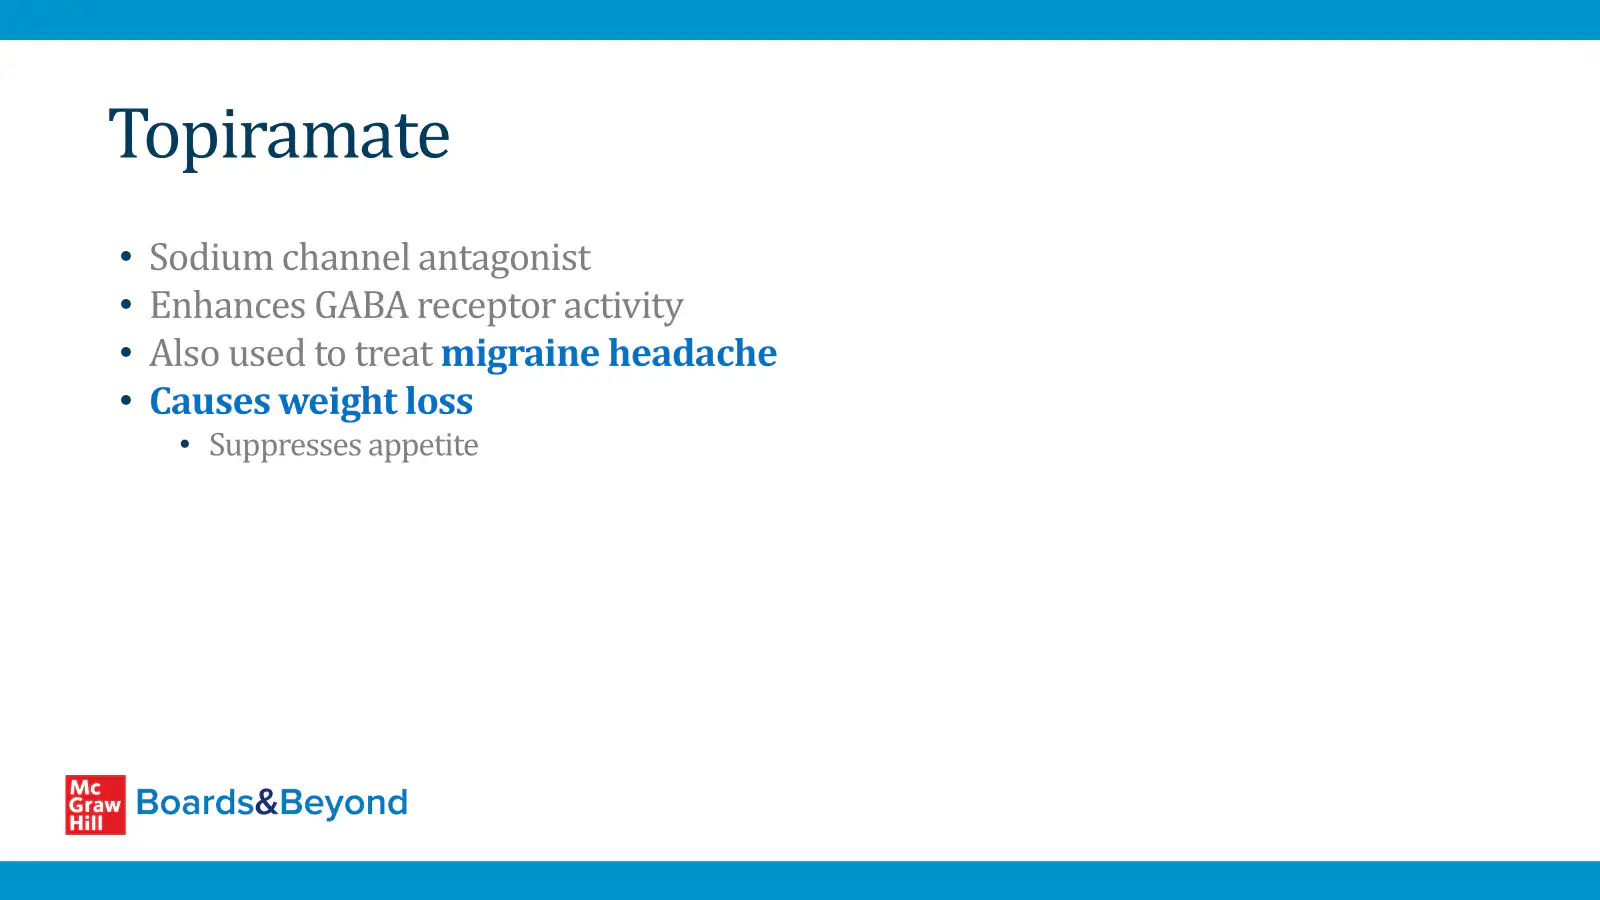 Topiramate
• Sodium channel antagonist
• Enhances GABA receptor activity
• Also used to treat migraine headache
• Causes weight loss
• Suppresses appetite
Mc
Graw
Hill
Boards&Beyond